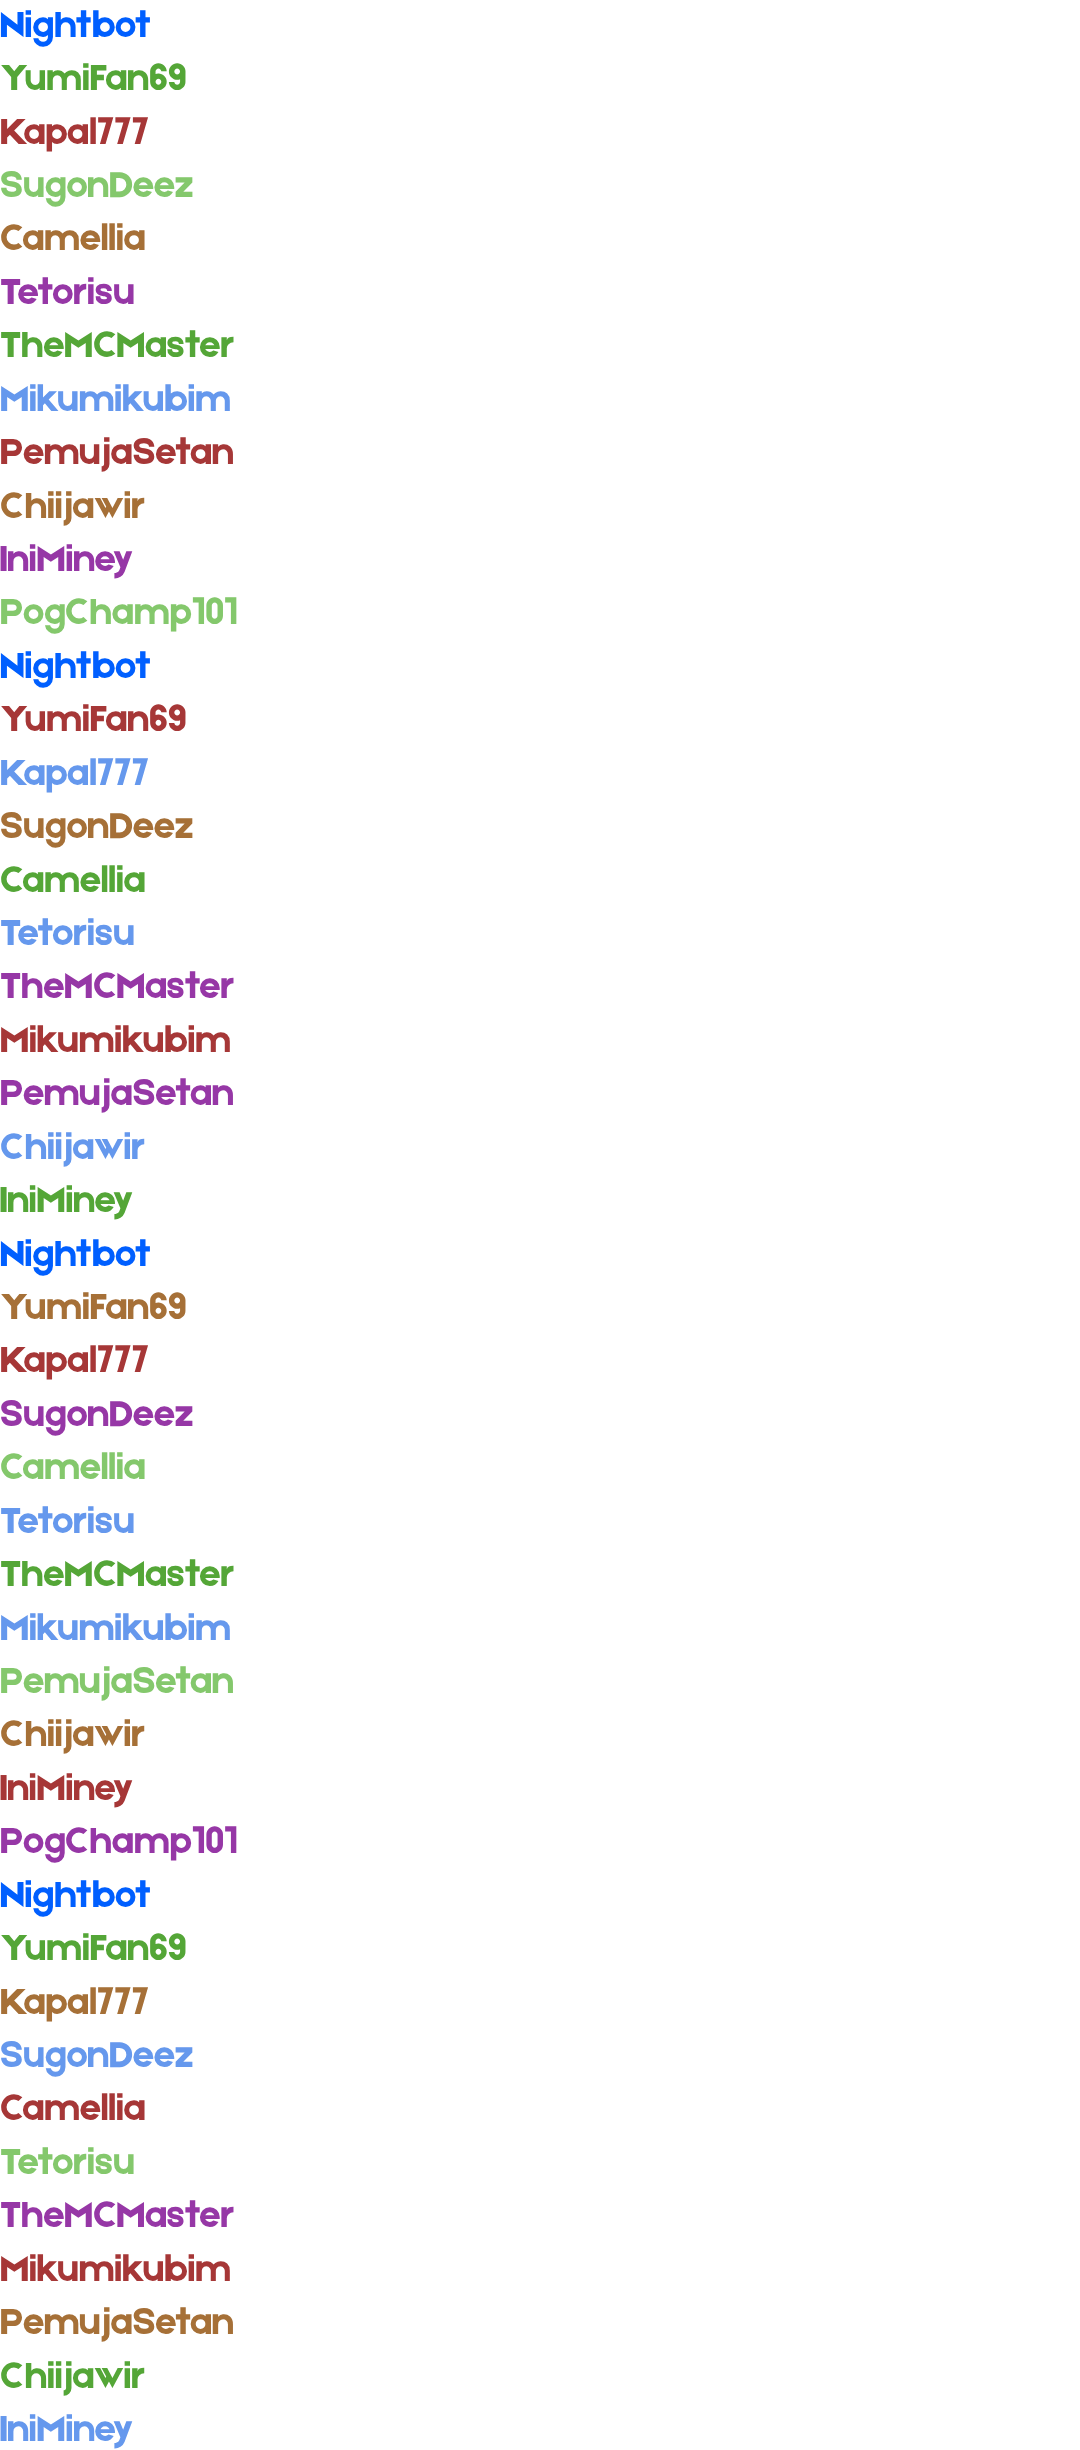 Nightbot
YumiFan69
Kapal777
SugonDeez
Camellia
Tetorisu
TheMCMaster
Mikumikubim
PemujaSetan
Chiijawir
IniMiney
PogChamp101
Nightbot
YumiFan69
Kapal777
SugonDeez
Camellia
Tetorisu
TheMCMaster
Mikumikubim
PemujaSetan
Chiijawir
IniMiney
Nightbot
YumiFan69
Kapal777
SugonDeez
Camellia
Tetorisu
TheMCMaster
Mikumikubim
PemujaSetan
Chiijawir
IniMiney
PogChamp101
Nightbot
YumiFan69
Kapal777
SugonDeez
Camellia
Tetorisu
TheMCMaster
Mikumikubim
PemujaSetan
Chiijawir
IniMiney